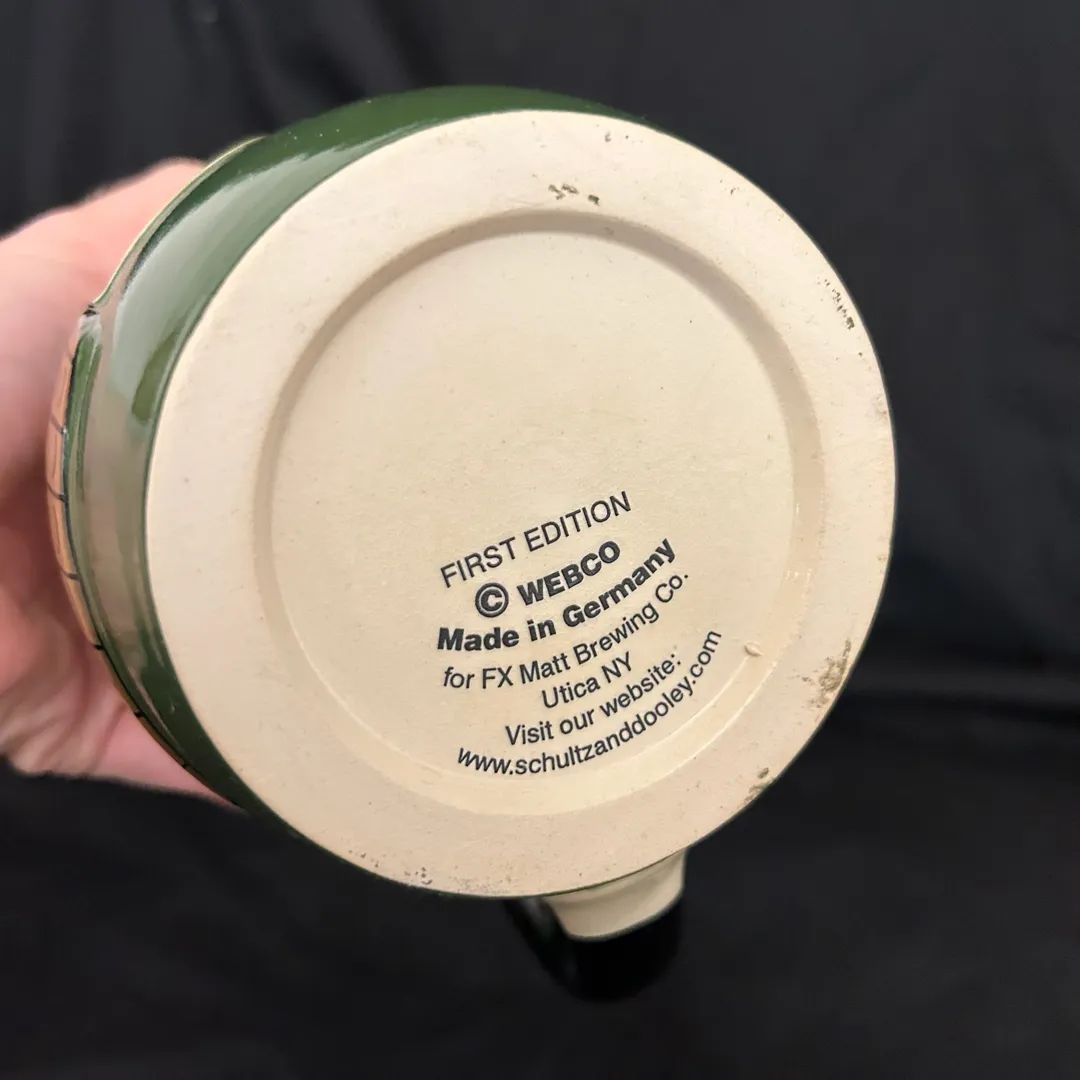 FIRST EDITION
© WEBCO
Made in Germany
for FX Matt Brewing Co.
Utica NY
Visit our website:
www.schultzanddooley.com